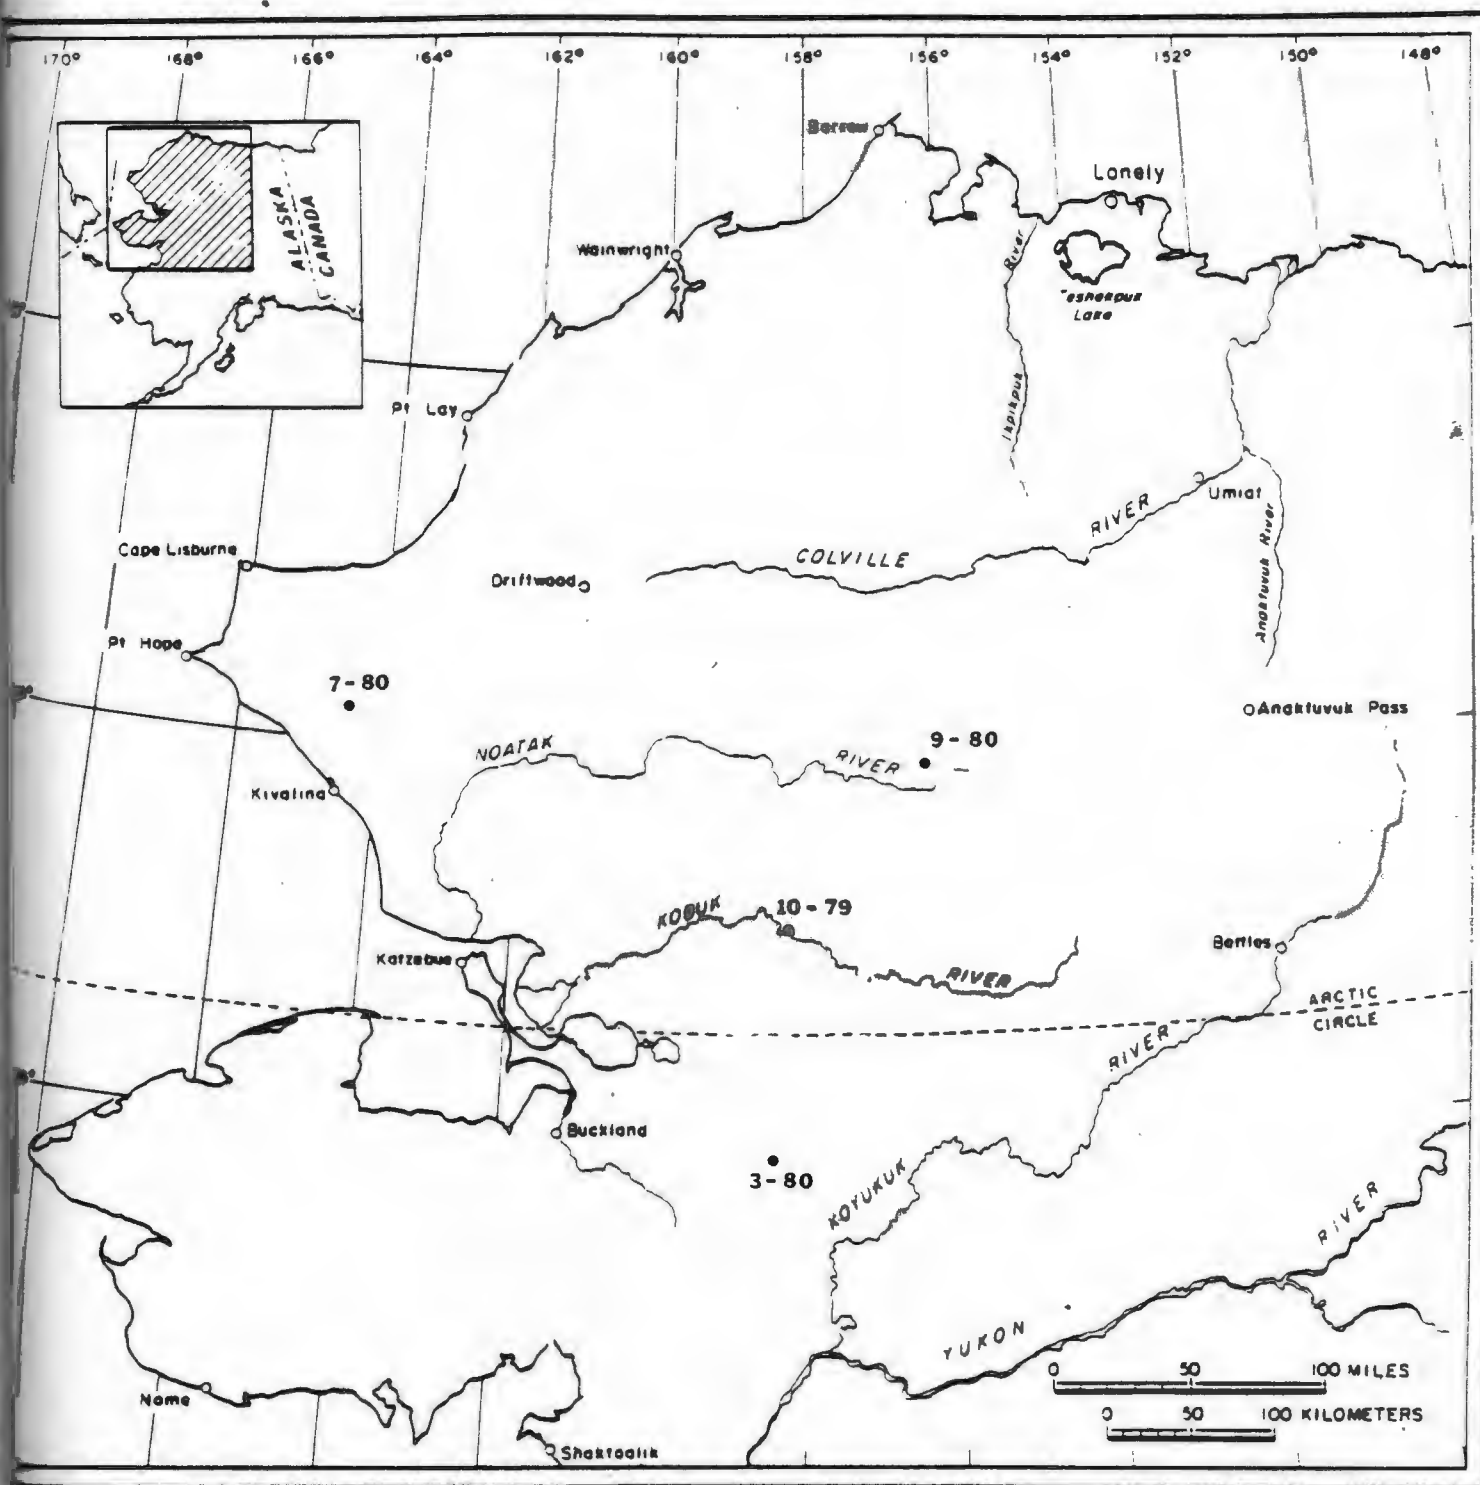 170° 168° 166° 164° 162° 160° 158° 156° 154° 152° 150° 148°
Barrow
Lonely
ALASKA
CANADA
Wainwright
River
Teshekpuk
Lake
Ikpikpuk
Pt Lay
Umiat
RIVER
COLVILLE
Anaktuvuk River
Cape Lisburne
Driftwood
Pt Hope
7-80
Anaktuvuk Pass
NOATAK
RIVER
9-80
Kivalina
KOBUK
10-79
RIVER
Kotzebue
Bettles
ARCTIC
CIRCLE
RIVER
Buckland
3-80
KOYUKUK
RIVER
YUKON
0 50 100 MILES
0 50 100 KILOMETERS
Nome
Shaktoolik